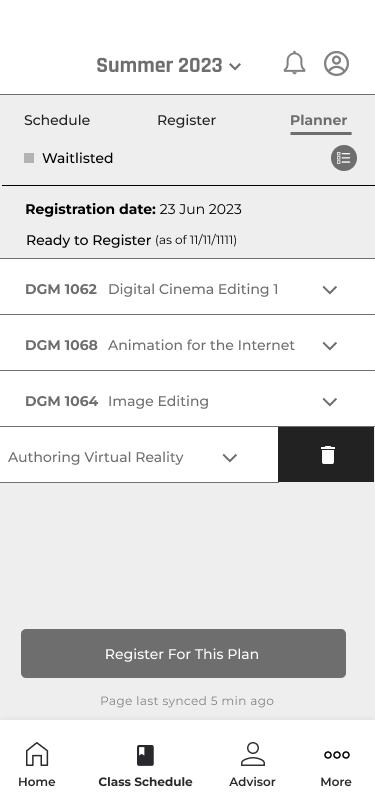 Summer 2023
Schedule Register Planner
Waitlisted
Registration date: 23 Jun 2023
Ready to Register (as of 11/11/1111)
DGM 1062 Digital Cinema Editing 1
DGM 1068 Animation for the Internet
DGM 1064 Image Editing
Authoring Virtual Reality
Register For This Plan
Page last synced 5 min ago
Home Class Schedule Advisor More